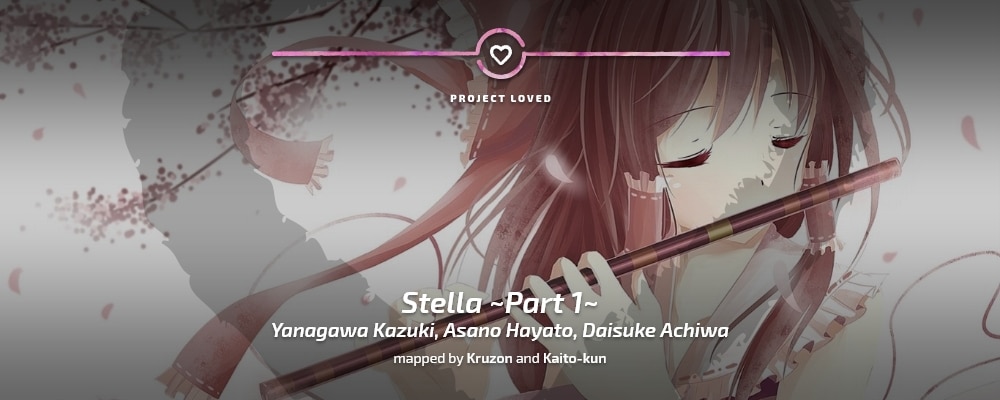 PROJECT LOVED
Stella ~Part 1~
Yanagawa Kazuki, Asano Hayato, Daisuke Achiwa
mapped by Kruzon and Kaito-kun